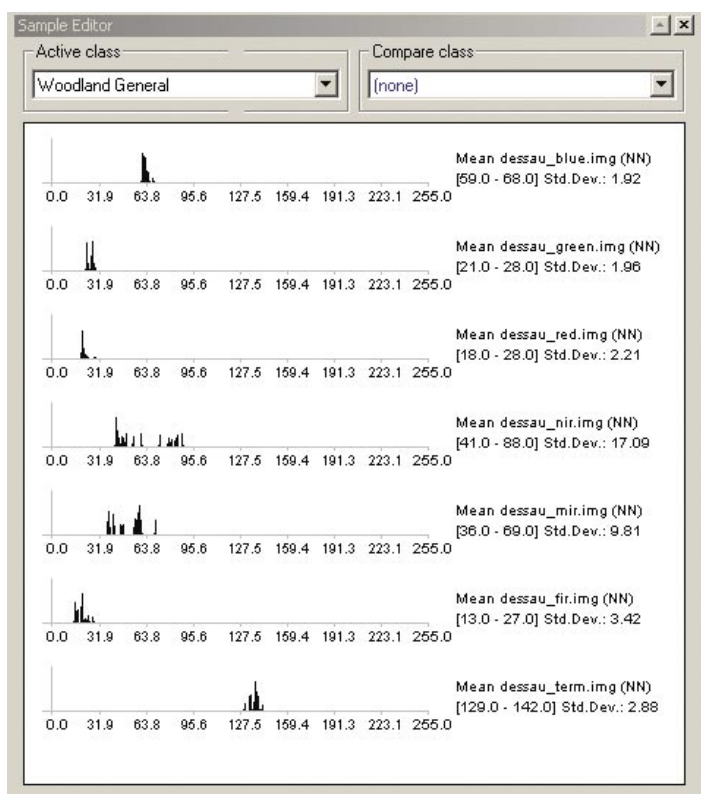 Sample Editor
Active class
Compare class
Woodland General
(none)
Mean dessau_blue.img (NN)
[59.0 - 68.0] Std.Dev.: 1.92
0.0 31.9 63.8 95.6 127.5 159.4 191.3 223.1 255.0
Mean dessau_green.img (NN)
[21.0 - 28.0] Std.Dev.: 1.96
0.0 31.9 63.8 95.6 127.5 159.4 191.3 223.1 255.0
Mean dessau_red.img (NN)
[18.0 - 28.0] Std.Dev.: 2.21
0.0 31.9 63.8 95.6 127.5 159.4 191.3 223.1 255.0
Mean dessau_nir.img (NN)
[41.0 - 88.0] Std.Dev.: 17.09
0.0 31.9 63.8 95.6 127.5 159.4 191.3 223.1 255.0
Mean dessau_mir.img (NN)
[36.0 - 69.0] Std.Dev.: 9.81
0.0 31.9 63.8 95.6 127.5 159.4 191.3 223.1 255.0
Mean dessau_fir.img (NN)
[13.0 - 27.0] Std.Dev.: 3.42
0.0 31.9 63.8 95.6 127.5 159.4 191.3 223.1 255.0
Mean dessau_term.img (NN)
[129.0 - 142.0] Std.Dev.: 2.88
0.0 31.9 63.8 95.6 127.5 159.4 191.3 223.1 255.0